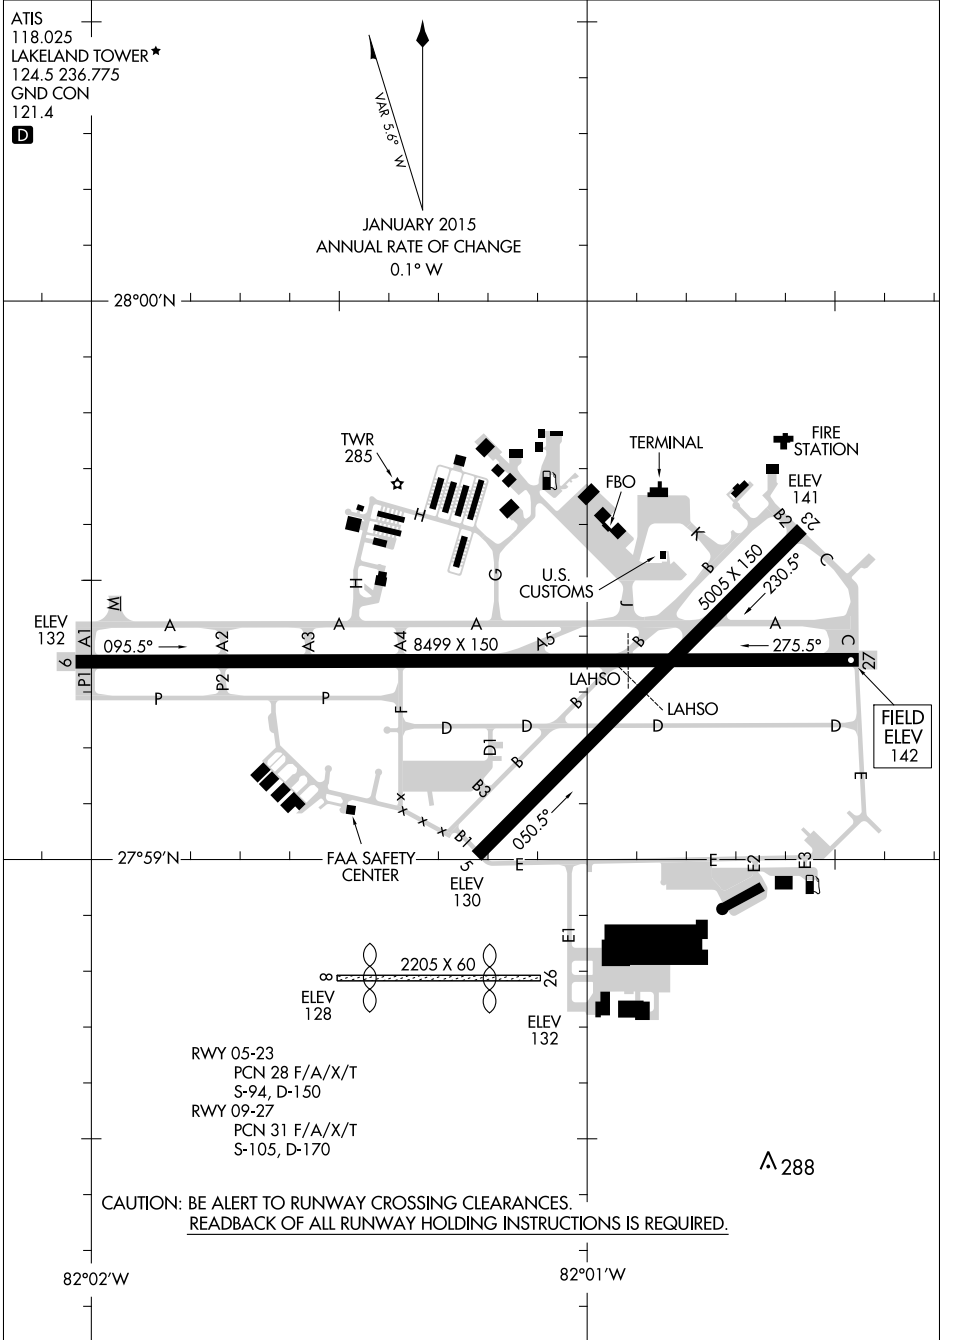 ATIS
118.025
LAKELAND TOWER★
124.5 236.775
GND CON
121.4
D
VAR 5.6° W
JANUARY 2015
ANNUAL RATE OF CHANGE
0.1° W
28°00'N
TWR
285
TERMINAL
FIRE
STATION
FBO
ELEV
141
H
B2
23
K
C
B
5005 X 150
230.5°
U.S.
CUSTOMS
G
H
J
M
ELEV
132
A1
A
A2
A3
A
A4
A
A5
B
A
C
095.5°
8499 X 150
275.5°
9
27
LAHSO
P1
P2
P
P
F
B
LAHSO
D
D
D
D
FIELD
ELEV
142
D1
B
B3
E
X
X
X
X
B1
050.5°
5
27°59'N
FAA SAFETY
CENTER
ELEV
130
E
E
E2
E3
E1
8
2205 X 60
26
ELEV
128
ELEV
132
RWY 05-23
PCN 28 F/A/X/T
S-94, D-150
RWY 09-27
PCN 31 F/A/X/T
S-105, D-170
288
CAUTION: BE ALERT TO RUNWAY CROSSING CLEARANCES.
READBACK OF ALL RUNWAY HOLDING INSTRUCTIONS IS REQUIRED.
82°02'W
82°01'W